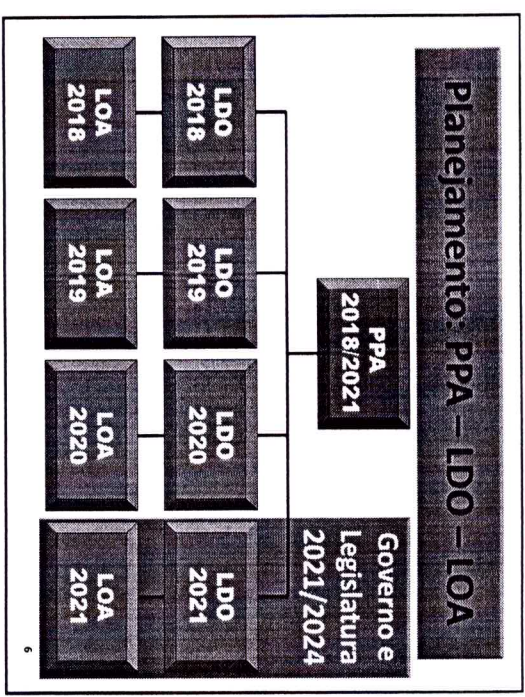 Planejamento: PPA – LDO – LOA
PPA
2018/2021
Governo e
Legislatura
2021/2024
LDO
2018
LDO
2019
LDO
2020
LDO
2021
LOA
2018
LOA
2019
LOA
2020
LOA
2021
6